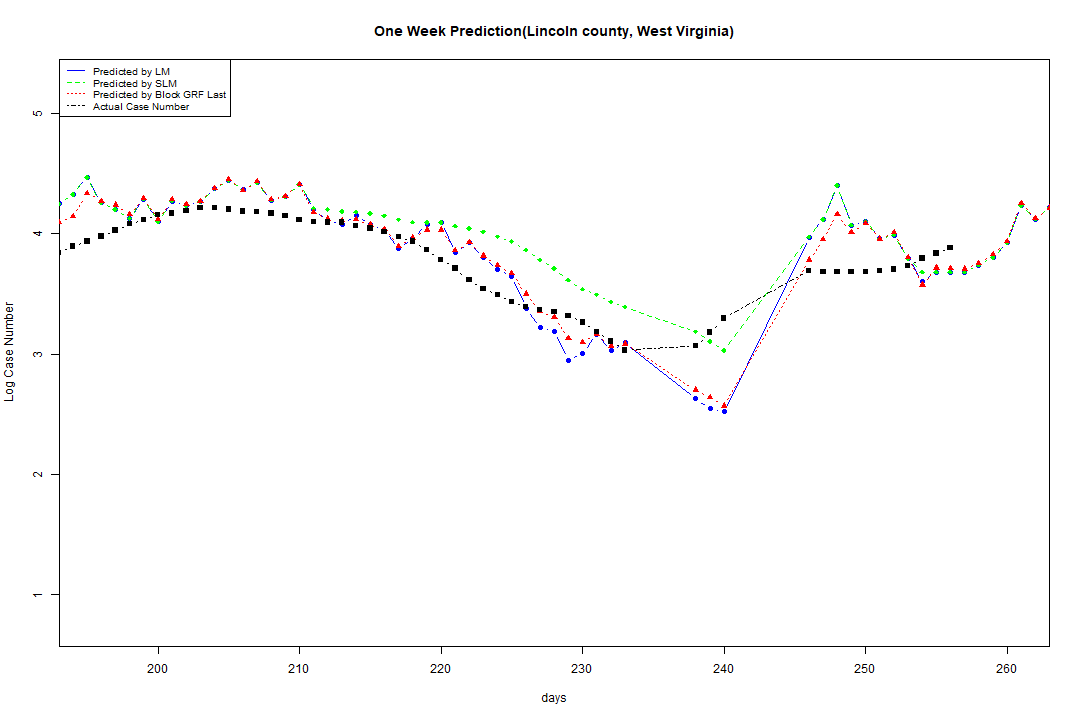 One Week Prediction(Lincoln county, West Virginia)
Predicted by LM
Predicted by SLM
Predicted by Block GRF Last
Actual Case Number
5
4
3
2
1
Log Case Number
200 210 220 230 240 250 260
days